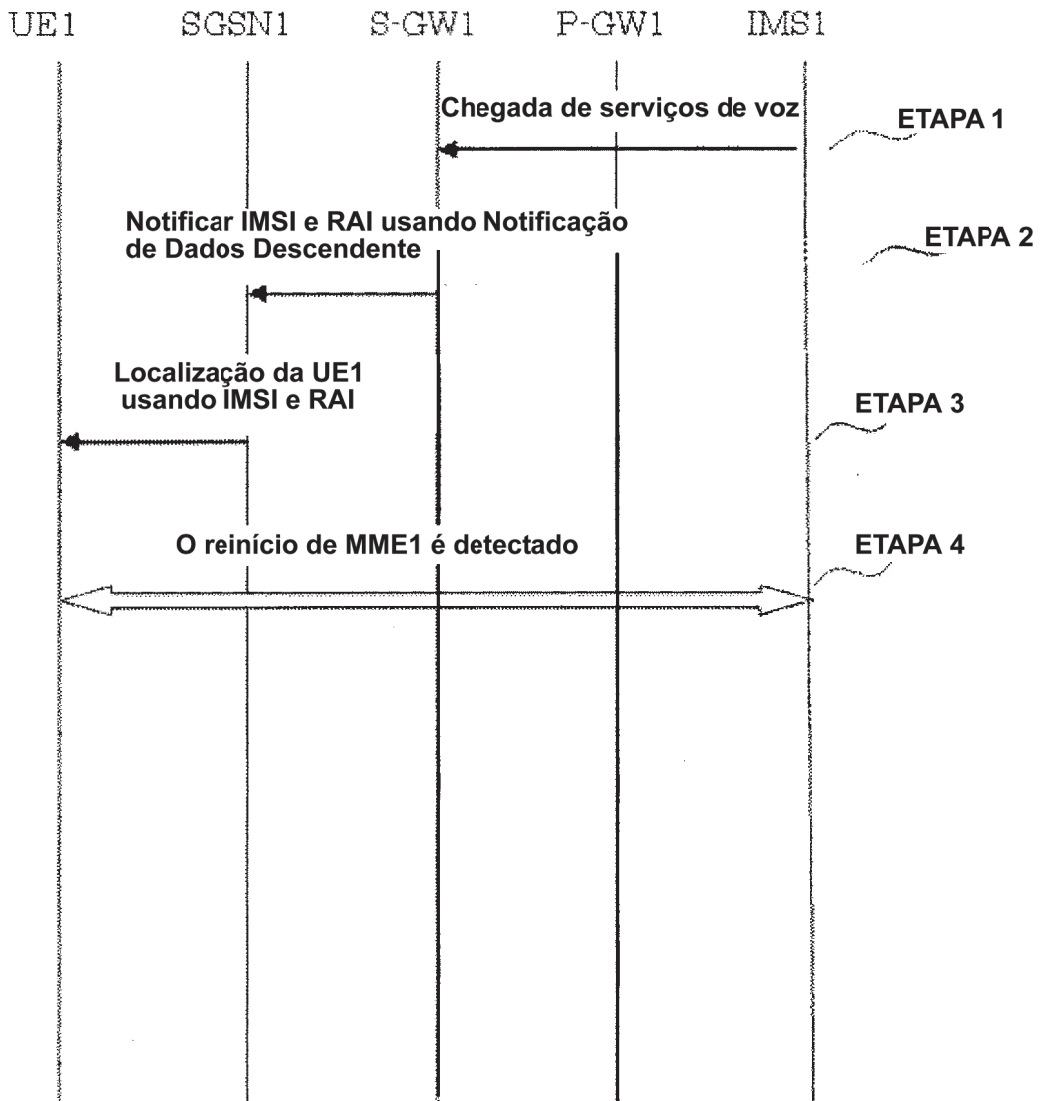 UE1 SGSN1 S-GW1 P-GW1 IMS1
Chegada de serviços de voz
ETAPA 1
Notificar IMSI e RAI usando Notificação
de Dados Descendente
ETAPA 2
Localização da UE1
usando IMSI e RAI
ETAPA 3
O reinício de MME1 é detectado
ETAPA 4